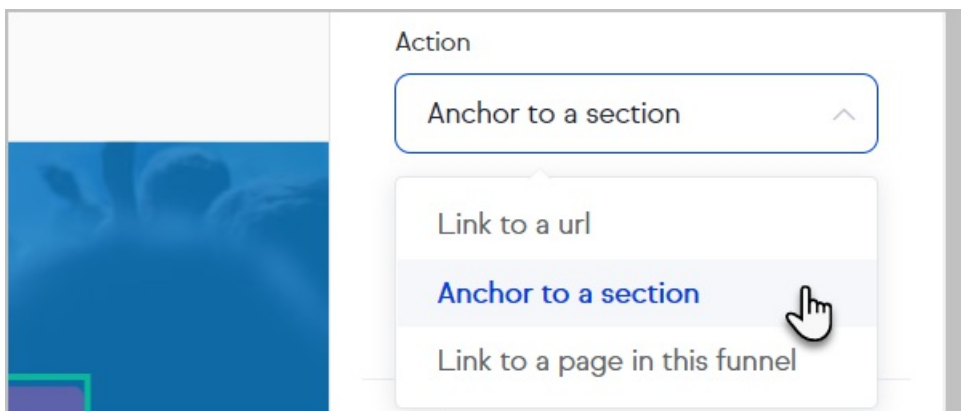 Action
Anchor to a section
Link to a url
Anchor to a section
Link to a page in this funnel